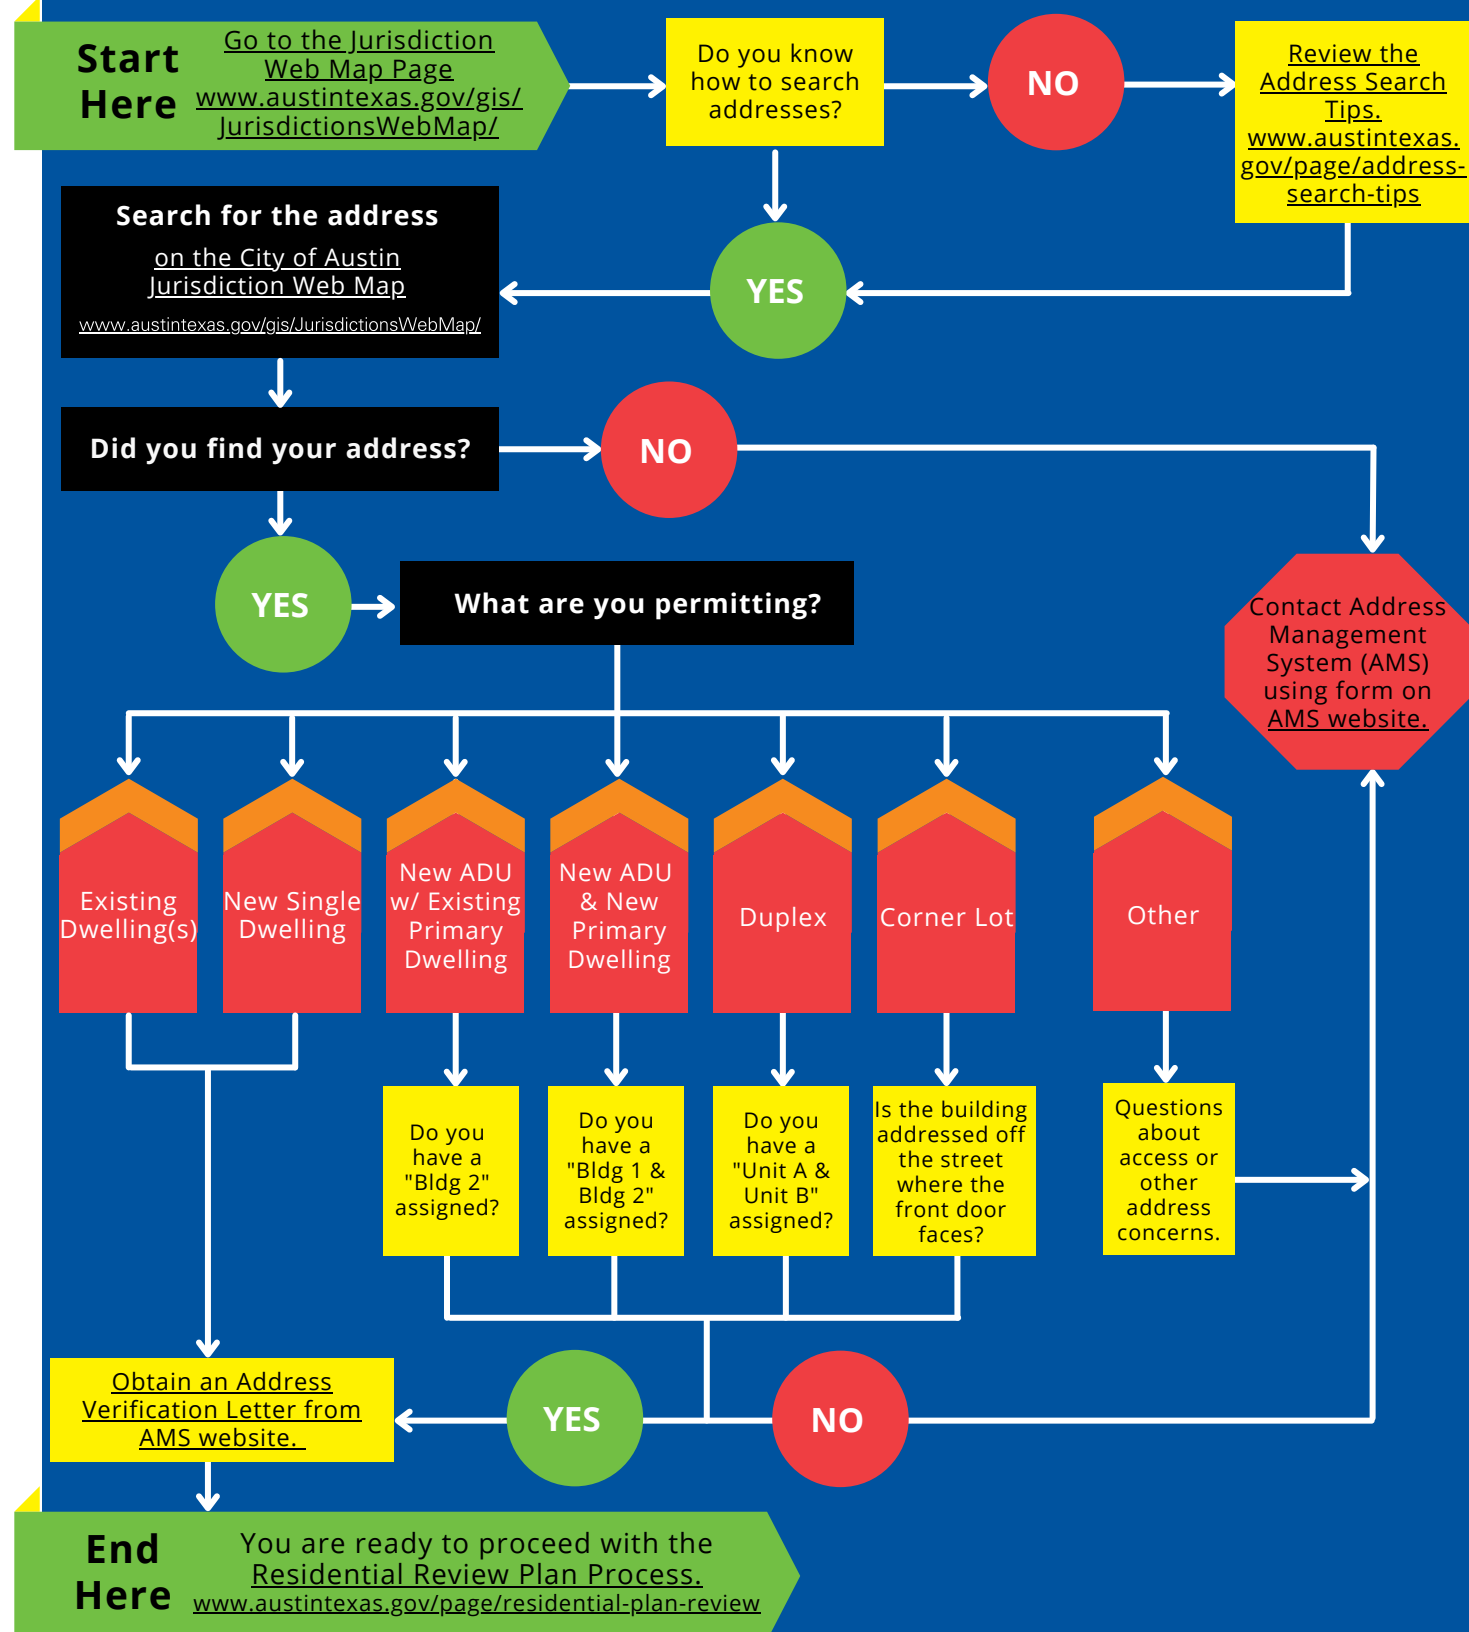 Start
Here
Go to the Jurisdiction
Web Map Page
www.austintexas.gov/gis/
JurisdictionsWebMap/
Do you know
how to search
addresses?
NO
Review the
Address Search
Tips.
www.austintexas.
gov/page/address-
search-tips
Search for the address
on the City of Austin
Jurisdiction Web Map
www.austintexas.gov/gis/JurisdictionsWebMap/
YES
Did you find your address?
NO
YES
What are you permitting?
Contact Address
Management
System (AMS)
using form on
AMS website.
Existing
Dwelling(s)
New Single
Dwelling
New ADU
w/ Existing
Primary
Dwelling
New ADU
& New
Primary
Dwelling
Duplex
Corner Lot
Other
Do you
have a
"Bldg 2"
assigned?
Do you
have a
"Bldg 1 &
Bldg 2"
assigned?
Do you
have a
"Unit A &
Unit B"
assigned?
Is the building
addressed off
the street
where the
front door
faces?
Questions
about
access or
other
address
concerns.
Obtain an Address
Verification Letter from
AMS website.
YES
NO
End
Here
You are ready to proceed with the
Residential Review Plan Process.
www.austintexas.gov/page/residential-plan-review